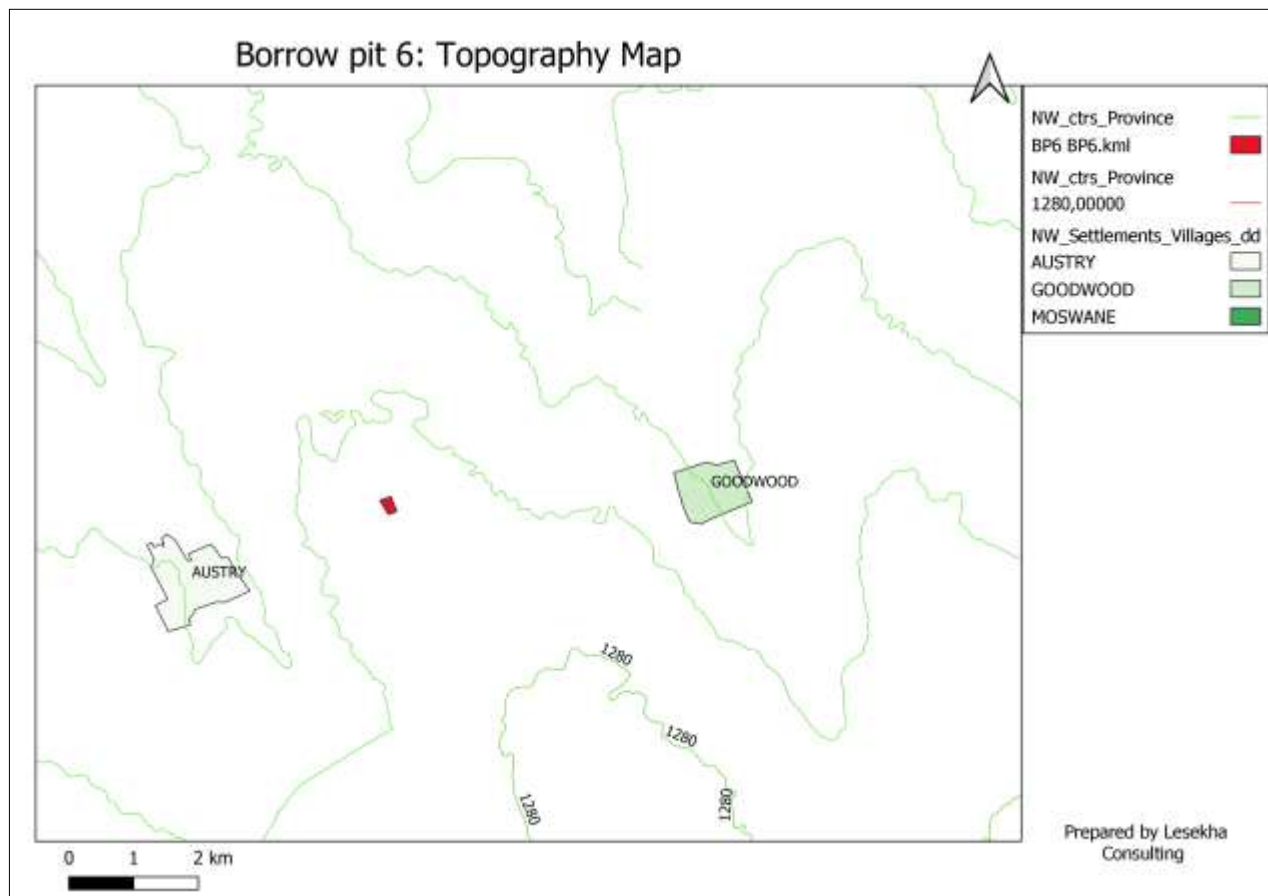 Borrow pit 6: Topography Map
NW_ctrs_Province
BP6 BP6.kml
NW_ctrs_Province
1280,00000
NW_Settlements_Villages_dd
AUSTRY
GOODWOOD
MOSWANE
GOODWOOD
AUSTRY
1280
1280
1280
1280
Prepared by Lesekha
Consulting
0 1 2 km